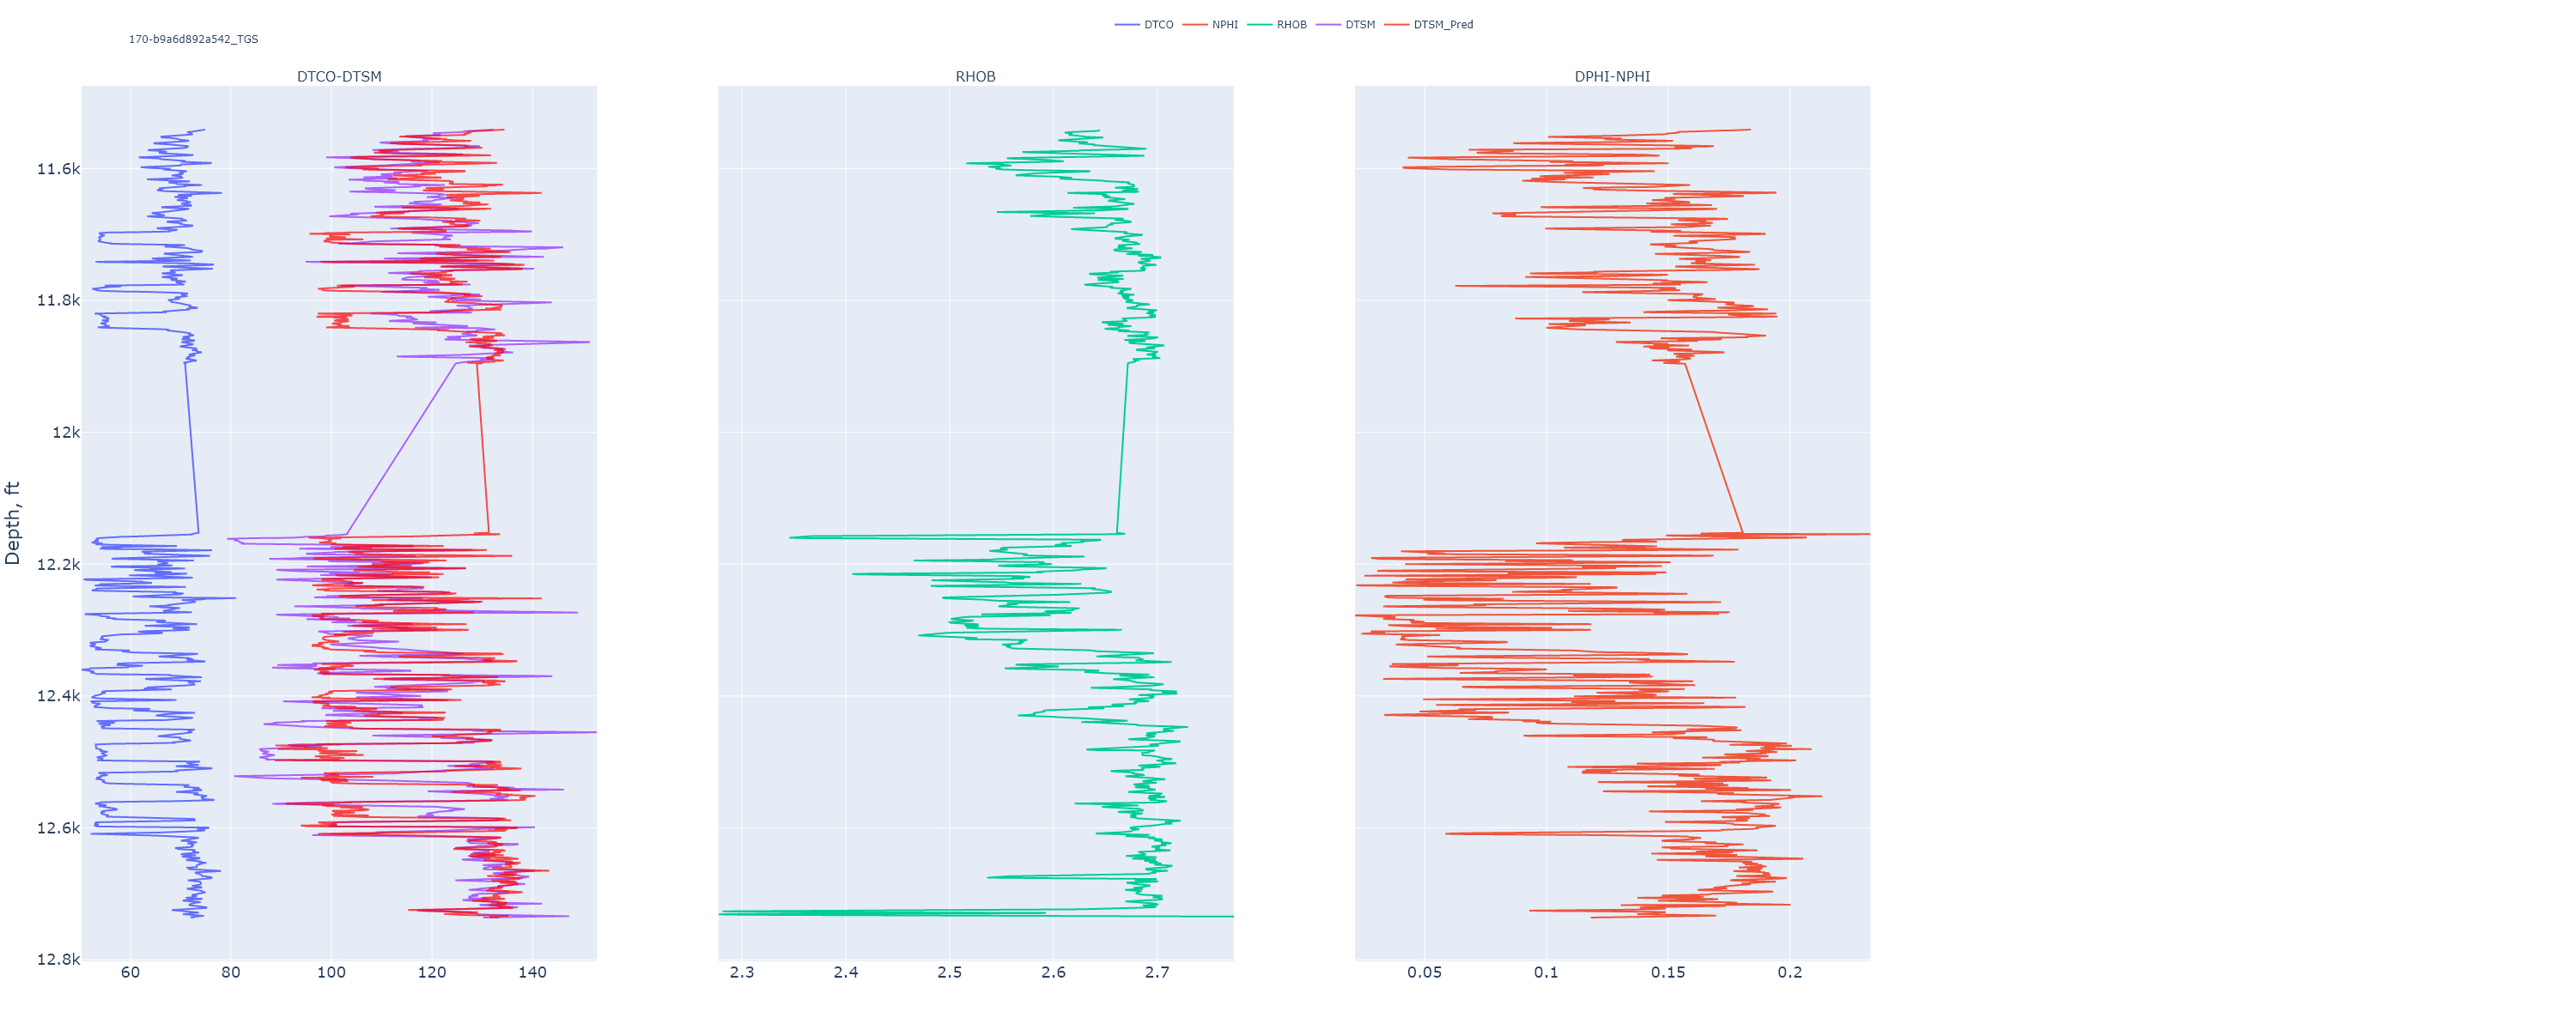 DTCO NPHI RHOB DTSM DTSM_Pred
170-b9a6d892a542_TGS
DTCO-DTSM RHOB DPHI-NPHI
Depth, ft
11.6k
11.8k
12k
12.2k
12.4k
12.6k
12.8k
60 80 100 120 140
2.3 2.4 2.5 2.6 2.7
0.05 0.1 0.15 0.2